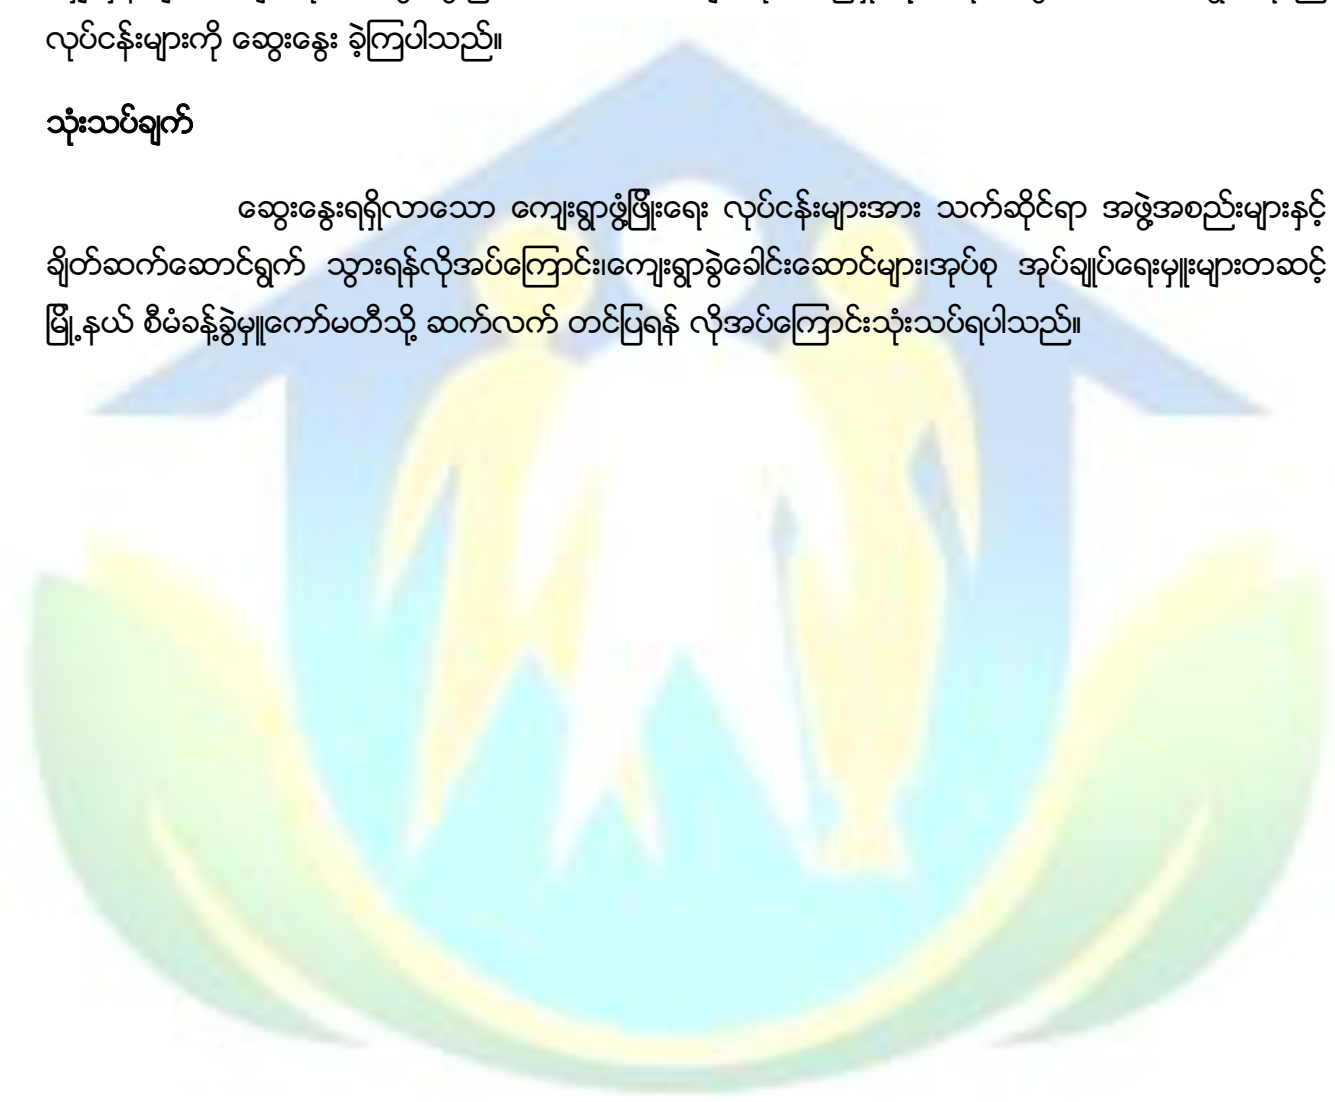 လုပ်ငန်းများကို ဆွေးနွေး ခဲ့ကြပါသည်။
သုံးသပ်ချက်
ဆွေးနွေးရရှိလာသော ကျေးရွာဖွံ့ဖြိုးရေး လုပ်ငန်းများအား သက်ဆိုင်ရာ အဖွဲ့အစည်းများနှင့်
ချိတ်ဆက်ဆောင်ရွက် သွားရန်လိုအပ်ကြောင်း၊ကျေးရွာခွဲခေါင်းဆောင်များ၊အုပ်စု အုပ်ချုပ်ရေးမှူးများတဆင့်
မြို့နယ် စီမံခန့်ခွဲမှူကော်မတီသို့ ဆက်လက် တင်ပြရန် လိုအပ်ကြောင်းသုံးသပ်ရပါသည်။